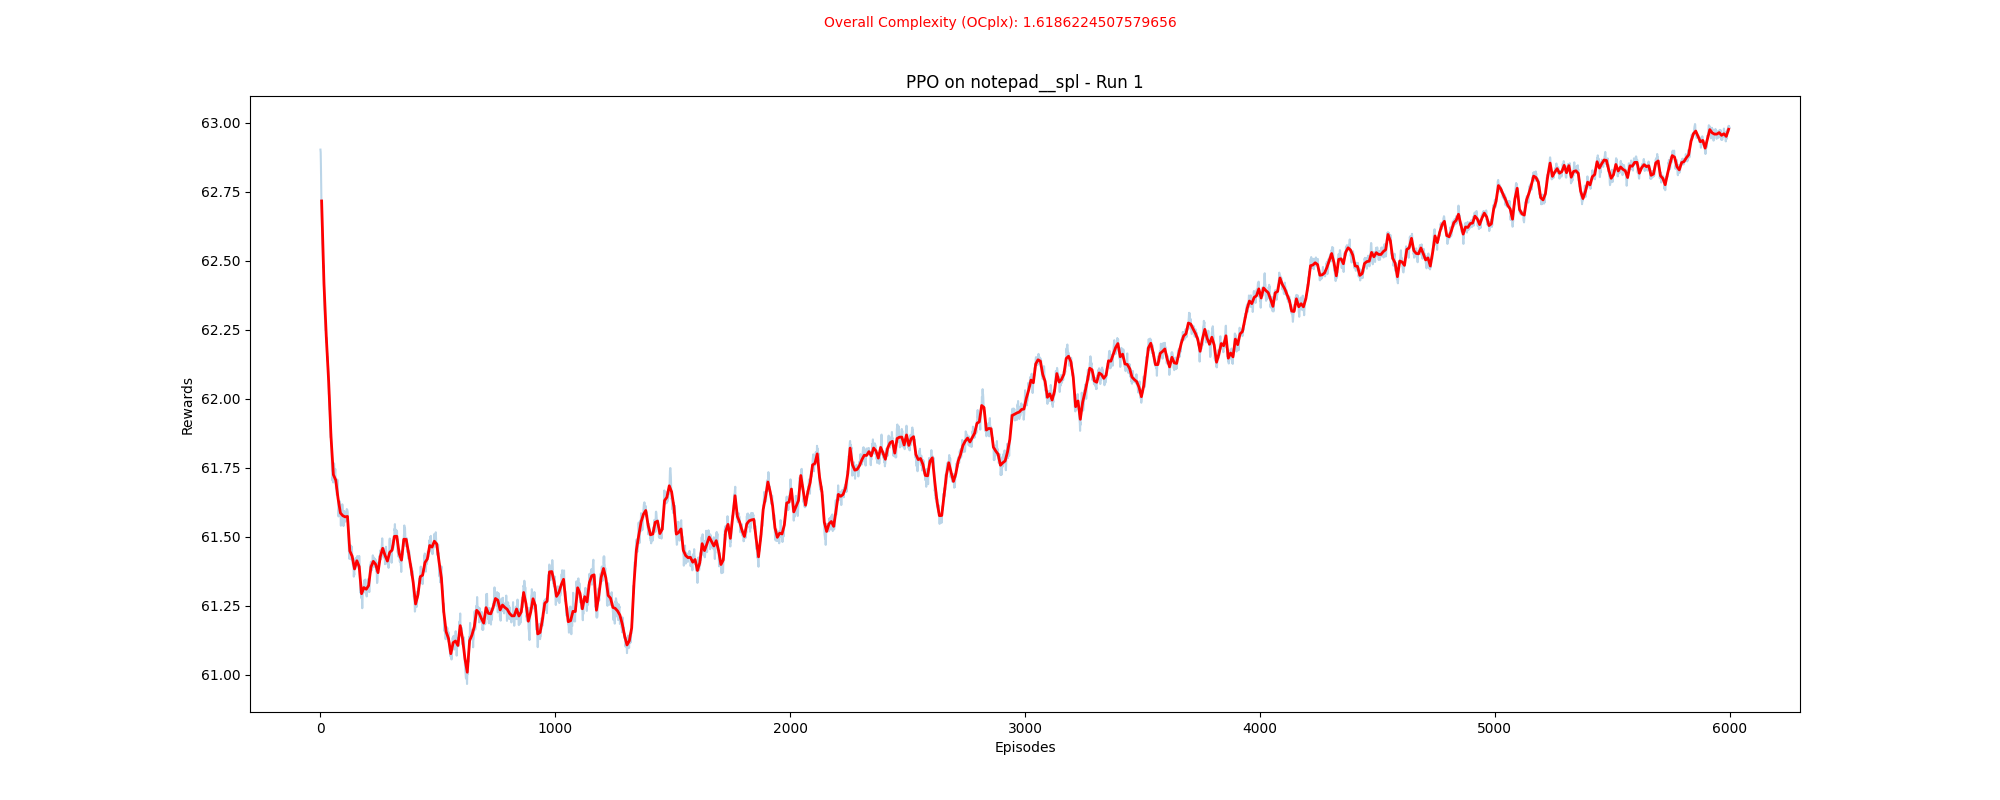 Overall Complexity (OCplx): 1.6186224507579656
PPO on notepad__spl - Run 1
63.00
62.75
62.50
62.25
62.00
61.75
61.50
61.25
61.00
Rewards
0 1000 2000 3000 4000 5000 6000
Episodes